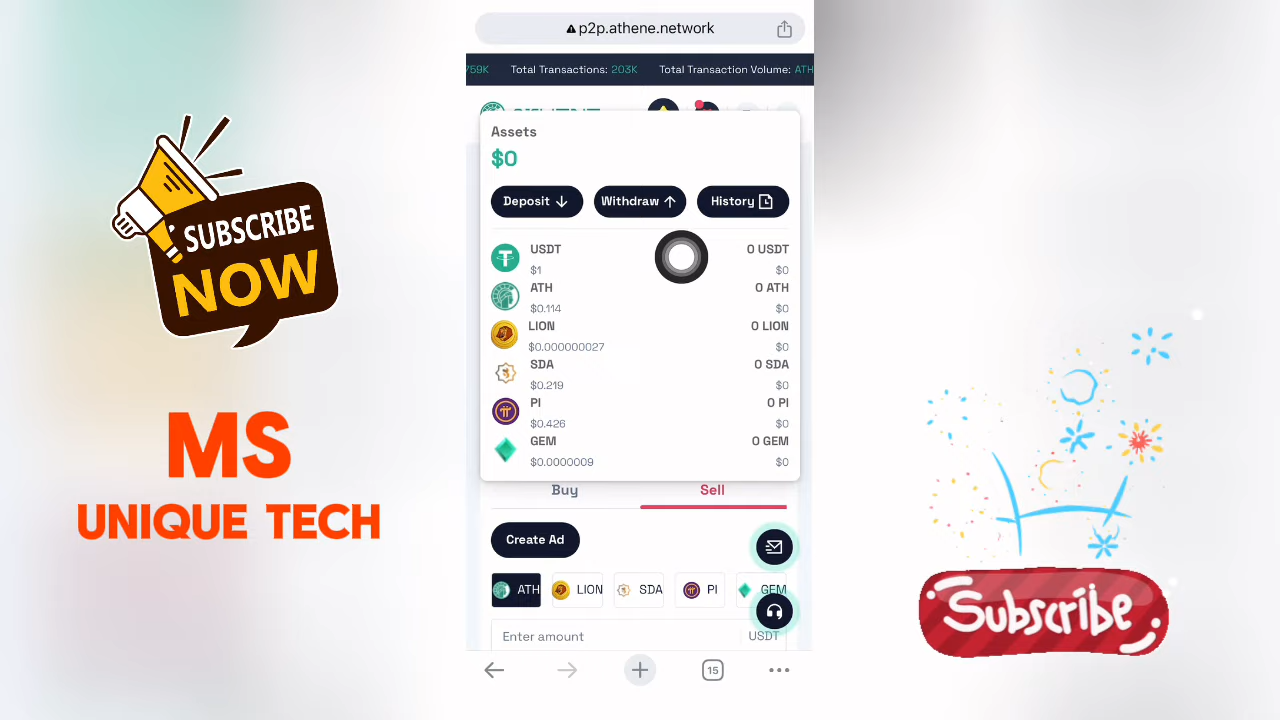 p2p.athene.network
759K Total Transactions: 203K Total Transaction Volume: ATH
Assets
$0
Deposit
Withdraw
History
USDT 0 USDT
$1 $0
ATH 0 ATH
$0.114 $0
LION 0 LION
$0.000000027 $0
SDA 0 SDA
$0.219 $0
PI 0 PI
$0.426 $0
GEM 0 GEM
$0.0000009 $0
Buy Sell
Create Ad
ATH LION SDA PI GEM
Enter amount USDT
15
SUBSCRIBE
NOW
MS
UNIQUE TECH
Subscribe